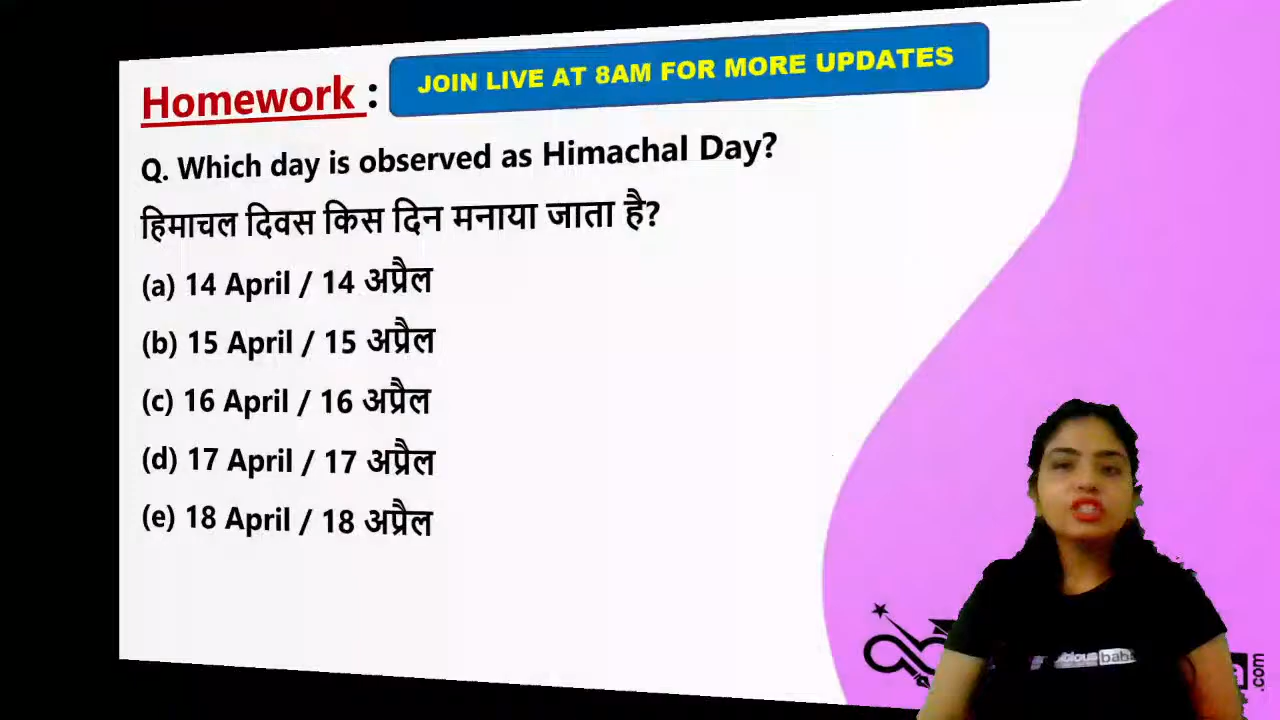 Homework :
JOIN LIVE AT 8AM FOR MORE UPDATES
Q. Which day is observed as Himachal Day?
हिमाचल दिवस किस दिन मनाया जाता है?
(a) 14 April / 14 अप्रैल
(b) 15 April / 15 अप्रैल
(c) 16 April / 16 अप्रैल
(d) 17 April / 17 अप्रैल
(e) 18 April / 18 अप्रैल
.com